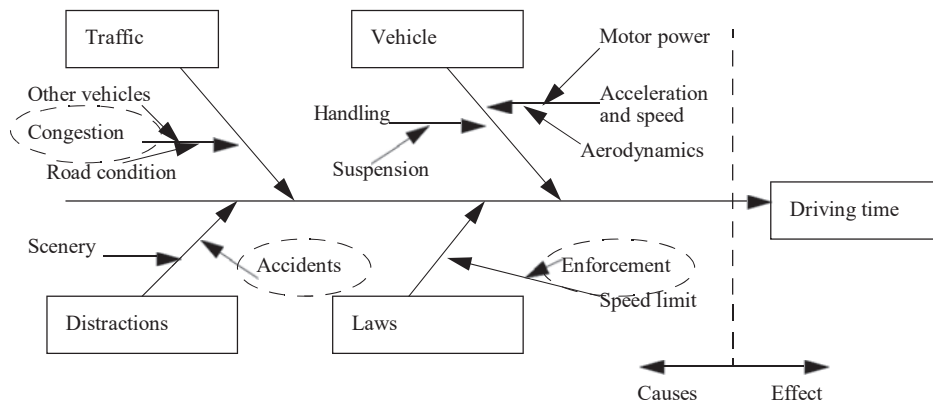 Traffic
Vehicle
Motor power
Other vehicles
Acceleration
and speed
Handling
Congestion
Aerodynamics
Road condition
Suspension
Driving time
Scenery
Accidents
Enforcement
Speed limit
Distractions
Laws
Causes
Effect